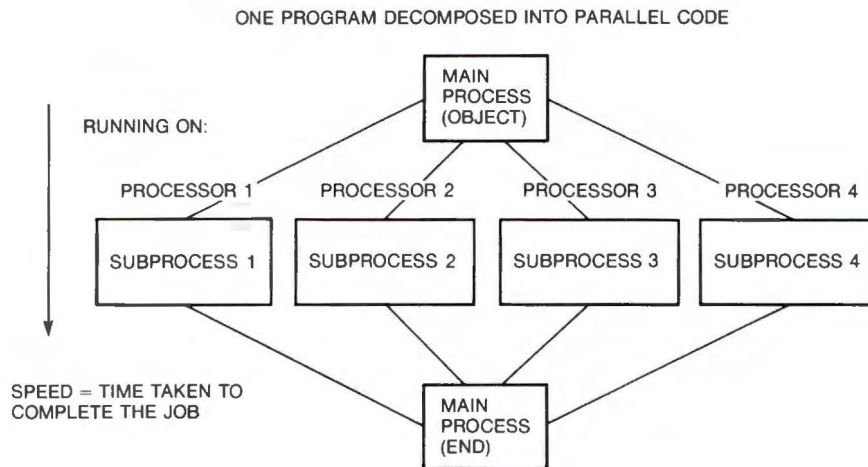 ONE PROGRAM DECOMPOSED INTO PARALLEL CODE
MAIN
PROCESS
(OBJECT)
RUNNING ON:
PROCESSOR 1
PROCESSOR 2
PROCESSOR 3
PROCESSOR 4
SUBPROCESS 1
SUBPROCESS 2
SUBPROCESS 3
SUBPROCESS 4
SPEED = TIME TAKEN TO
COMPLETE THE JOB
MAIN
PROCESS
(END)